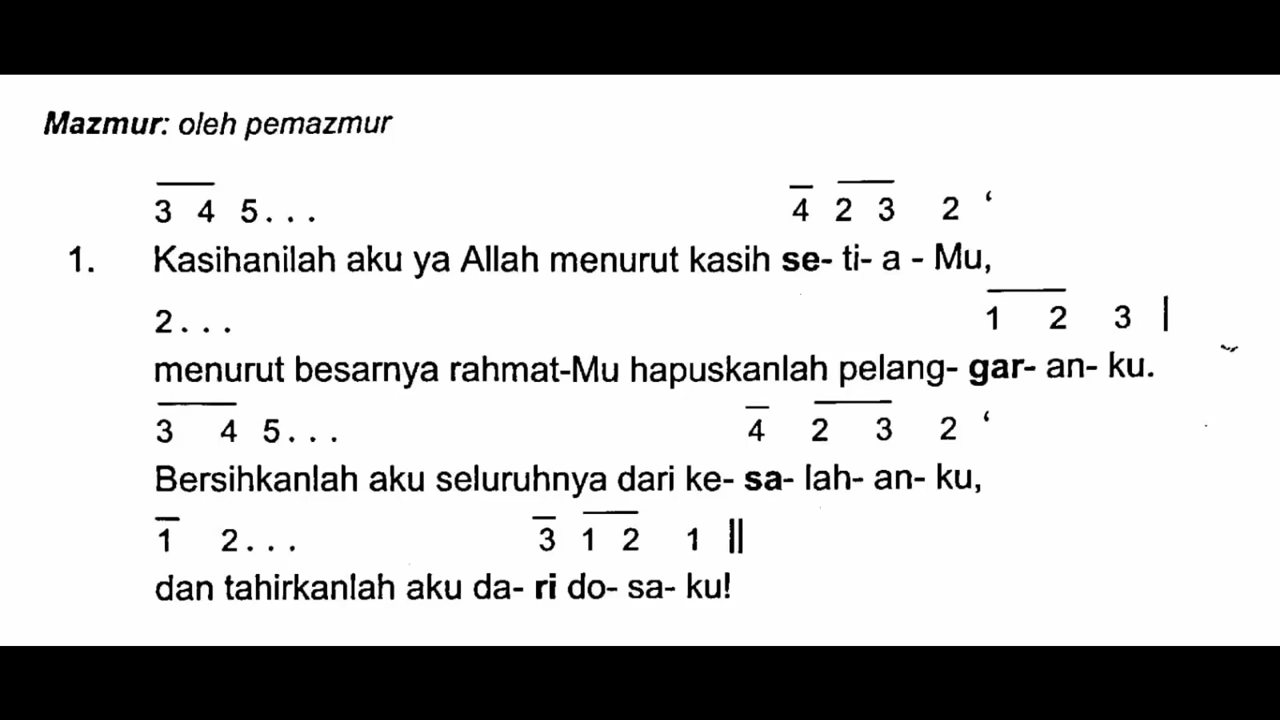 Mazmur: oleh pemazmur
3 4 5 . . . 4 2 3 2 ‘
1. Kasihanilah aku ya Allah menurut kasih se- ti- a - Mu,
2 . . . 1 2 3 |
menurut besarnya rahmat-Mu hapuskanlah pelang- gar- an- ku.
3 4 5 . . . 4 2 3 2 ‘
Bersihkanlah aku seluruhnya dari ke- sa- lah- an- ku,
1 2 . . . 3 1 2 1 ||
dan tahirkanlah aku da- ri do- sa- ku!